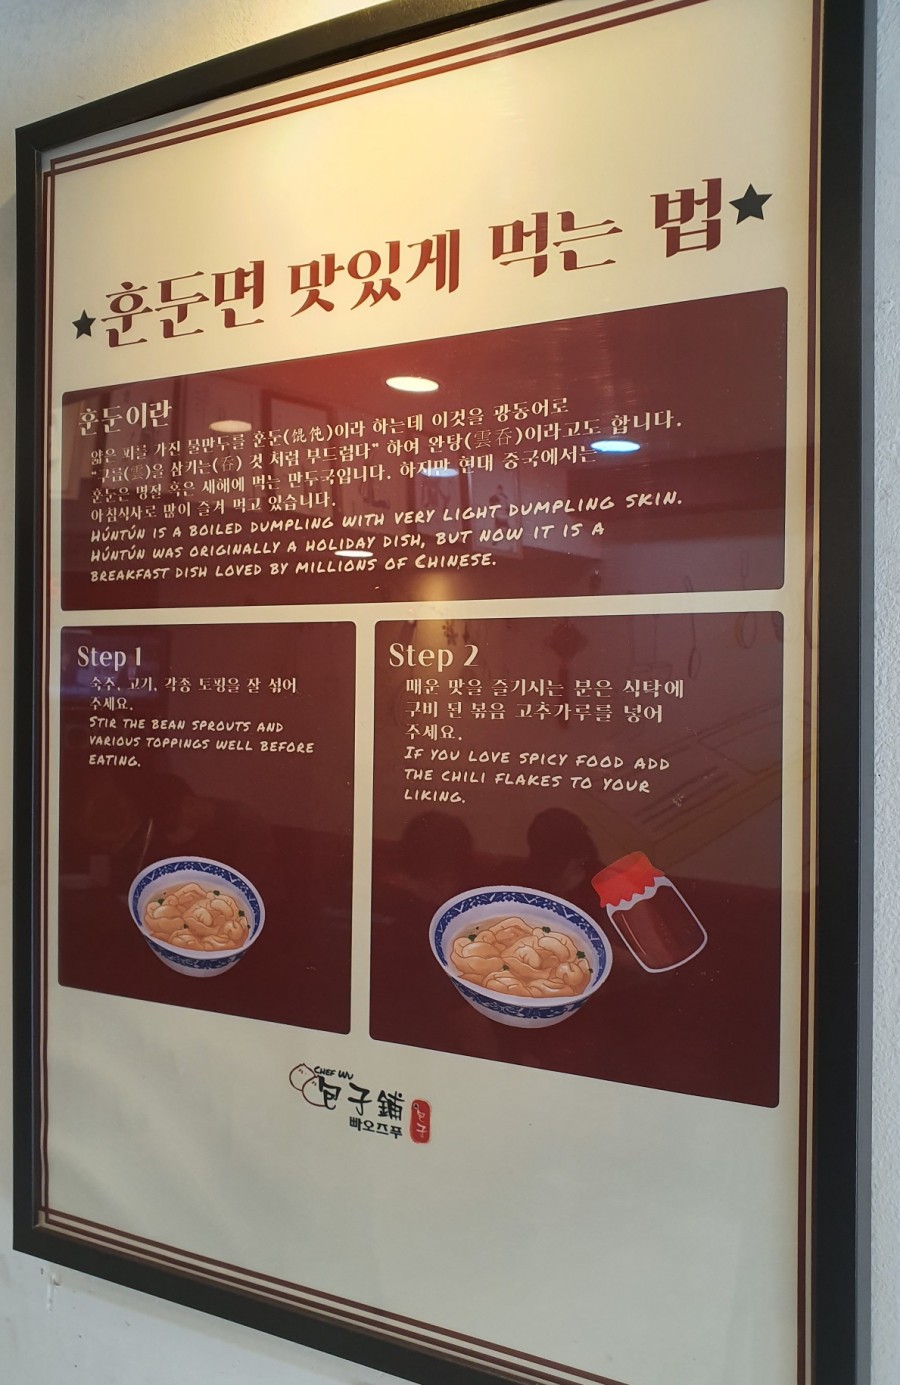 훈둔면 맛있게 먹는 법
훈둔이란
얇은 피를 가진 물만두를 훈둔(馄饨)이라 하는데 이것을 광동어로
"구름(雲)을 삼키는(呑) 것 처럼 부드럽다" 하여 완탕(雲呑)이라고도 합니다.
훈둔은 명절 혹은 새해에 먹는 만두국입니다. 하지만 현대 중국에서는
아침식사로 많이 즐겨 먹고 있습니다.
Húntún is a boiled dumpling with very light dumpling skin.
Húntún was originally a holiday dish, but now it is a
breakfast dish loved by millions of Chinese.
Step 1
숙주, 고기, 각종 토핑을 잘 섞어
주세요.
Stir the bean sprouts and
various toppings well before
eating.
Step 2
매운 맛을 즐기시는 분은 식탁에
구비 된 볶음 고추가루를 넣어
주세요.
If you love spicy food add
the chili flakes to your
liking.
CHEF WU
包子鋪
빠오즈푸
包子